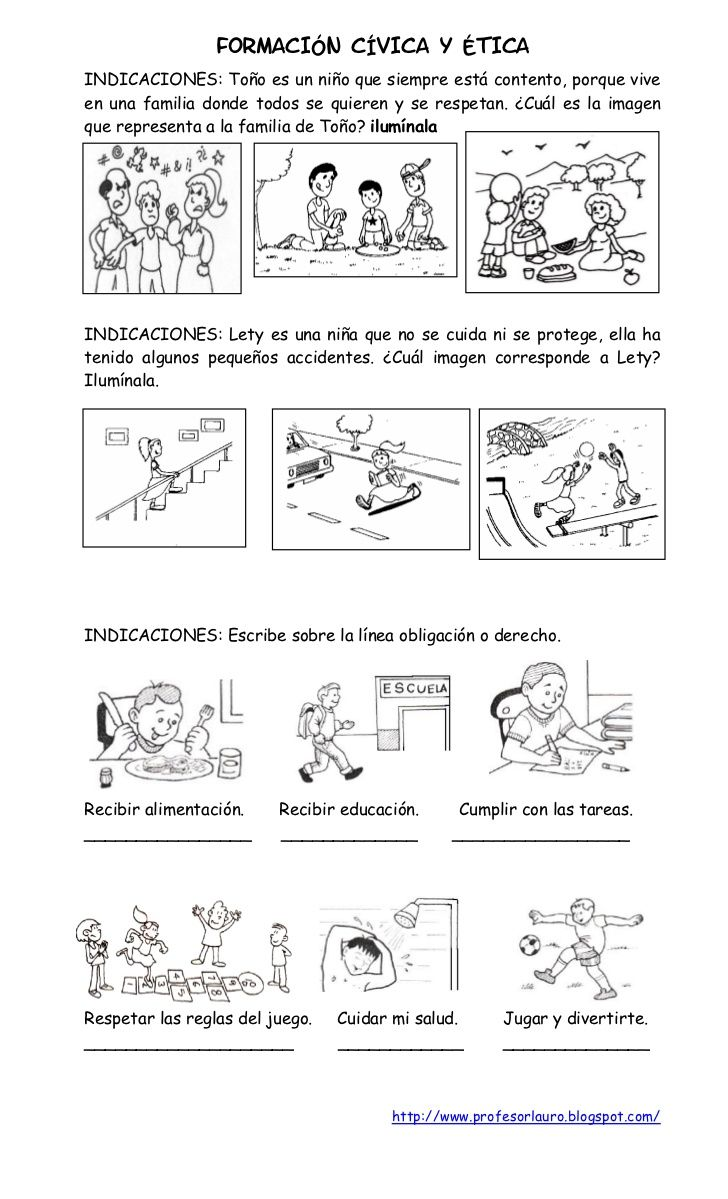 FORMACIÓN CÍVICA Y ÉTICA
INDICACIONES: Toño es un niño que siempre está contento, porque vive
en una familia donde todos se quieren y se respetan. ¿Cuál es la imagen
que representa a la familia de Toño? ilumínala
INDICACIONES: Lety es una niña que no se cuida ni se protege, ella ha
tenido algunos pequeños accidentes. ¿Cuál imagen corresponde a Lety?
Ilumínala.
INDICACIONES: Escribe sobre la línea obligación o derecho.
ESCUELA
Recibir alimentación. Recibir educación. Cumplir con las tareas.
Respetar las reglas del juego. Cuidar mi salud. Jugar y divertirte.
http://www.profesorlauro.blogspot.com/